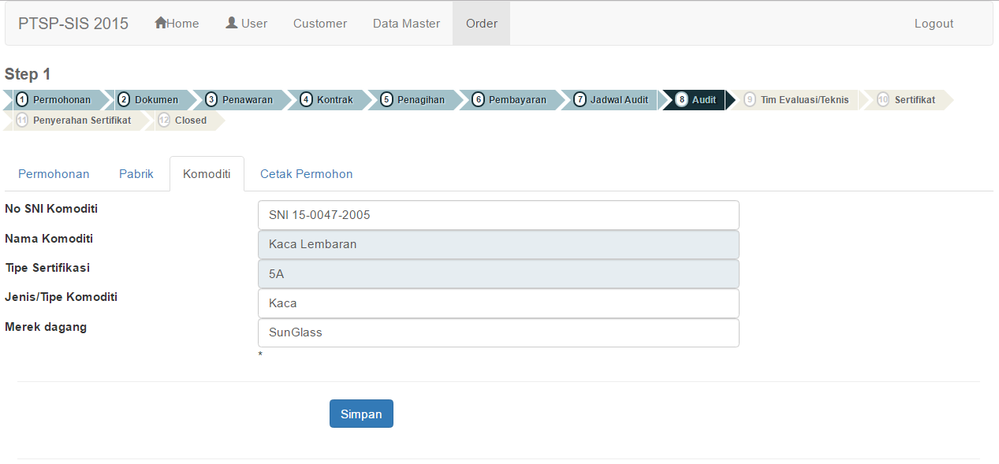 PTSP-SIS 2015 Home User Customer Data Master Order Logout
Step 1
1 Permohonan 2 Dokumen 3 Penawaran 4 Kontrak 5 Penagihan 6 Pembayaran 7 Jadwal Audit 8 Audit 9 Tim Evaluasi/Teknis 10 Sertifikat
11 Penyerahan Sertifikat 12 Closed
Permohonan Pabrik Komoditi Cetak Permohon
No SNI Komoditi SNI 15-0047-2005
Nama Komoditi Kaca Lembaran
Tipe Sertifikasi 5A
Jenis/Tipe Komoditi Kaca
Merek dagang SunGlass
*
Simpan